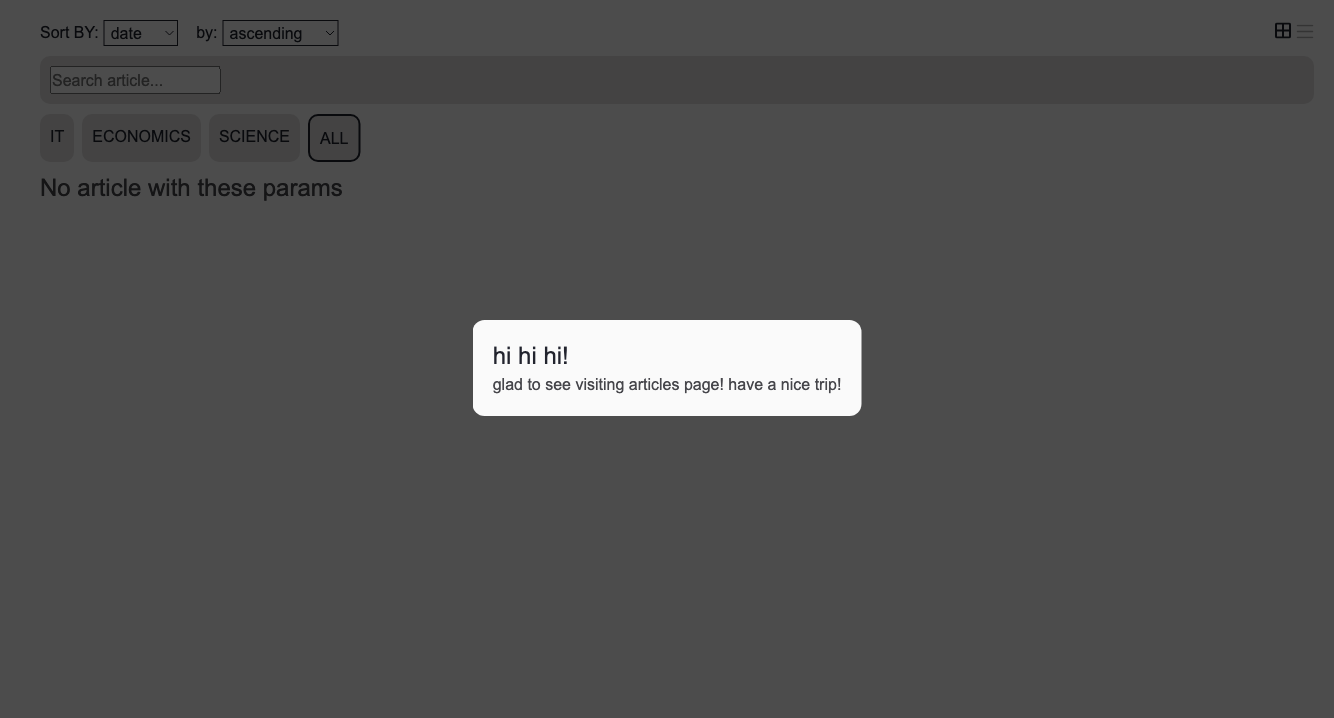 Sort BY: date by: ascending
Search article...
IT ECONOMICS SCIENCE ALL
No article with these params
hi hi hi!
glad to see visiting articles page! have a nice trip!